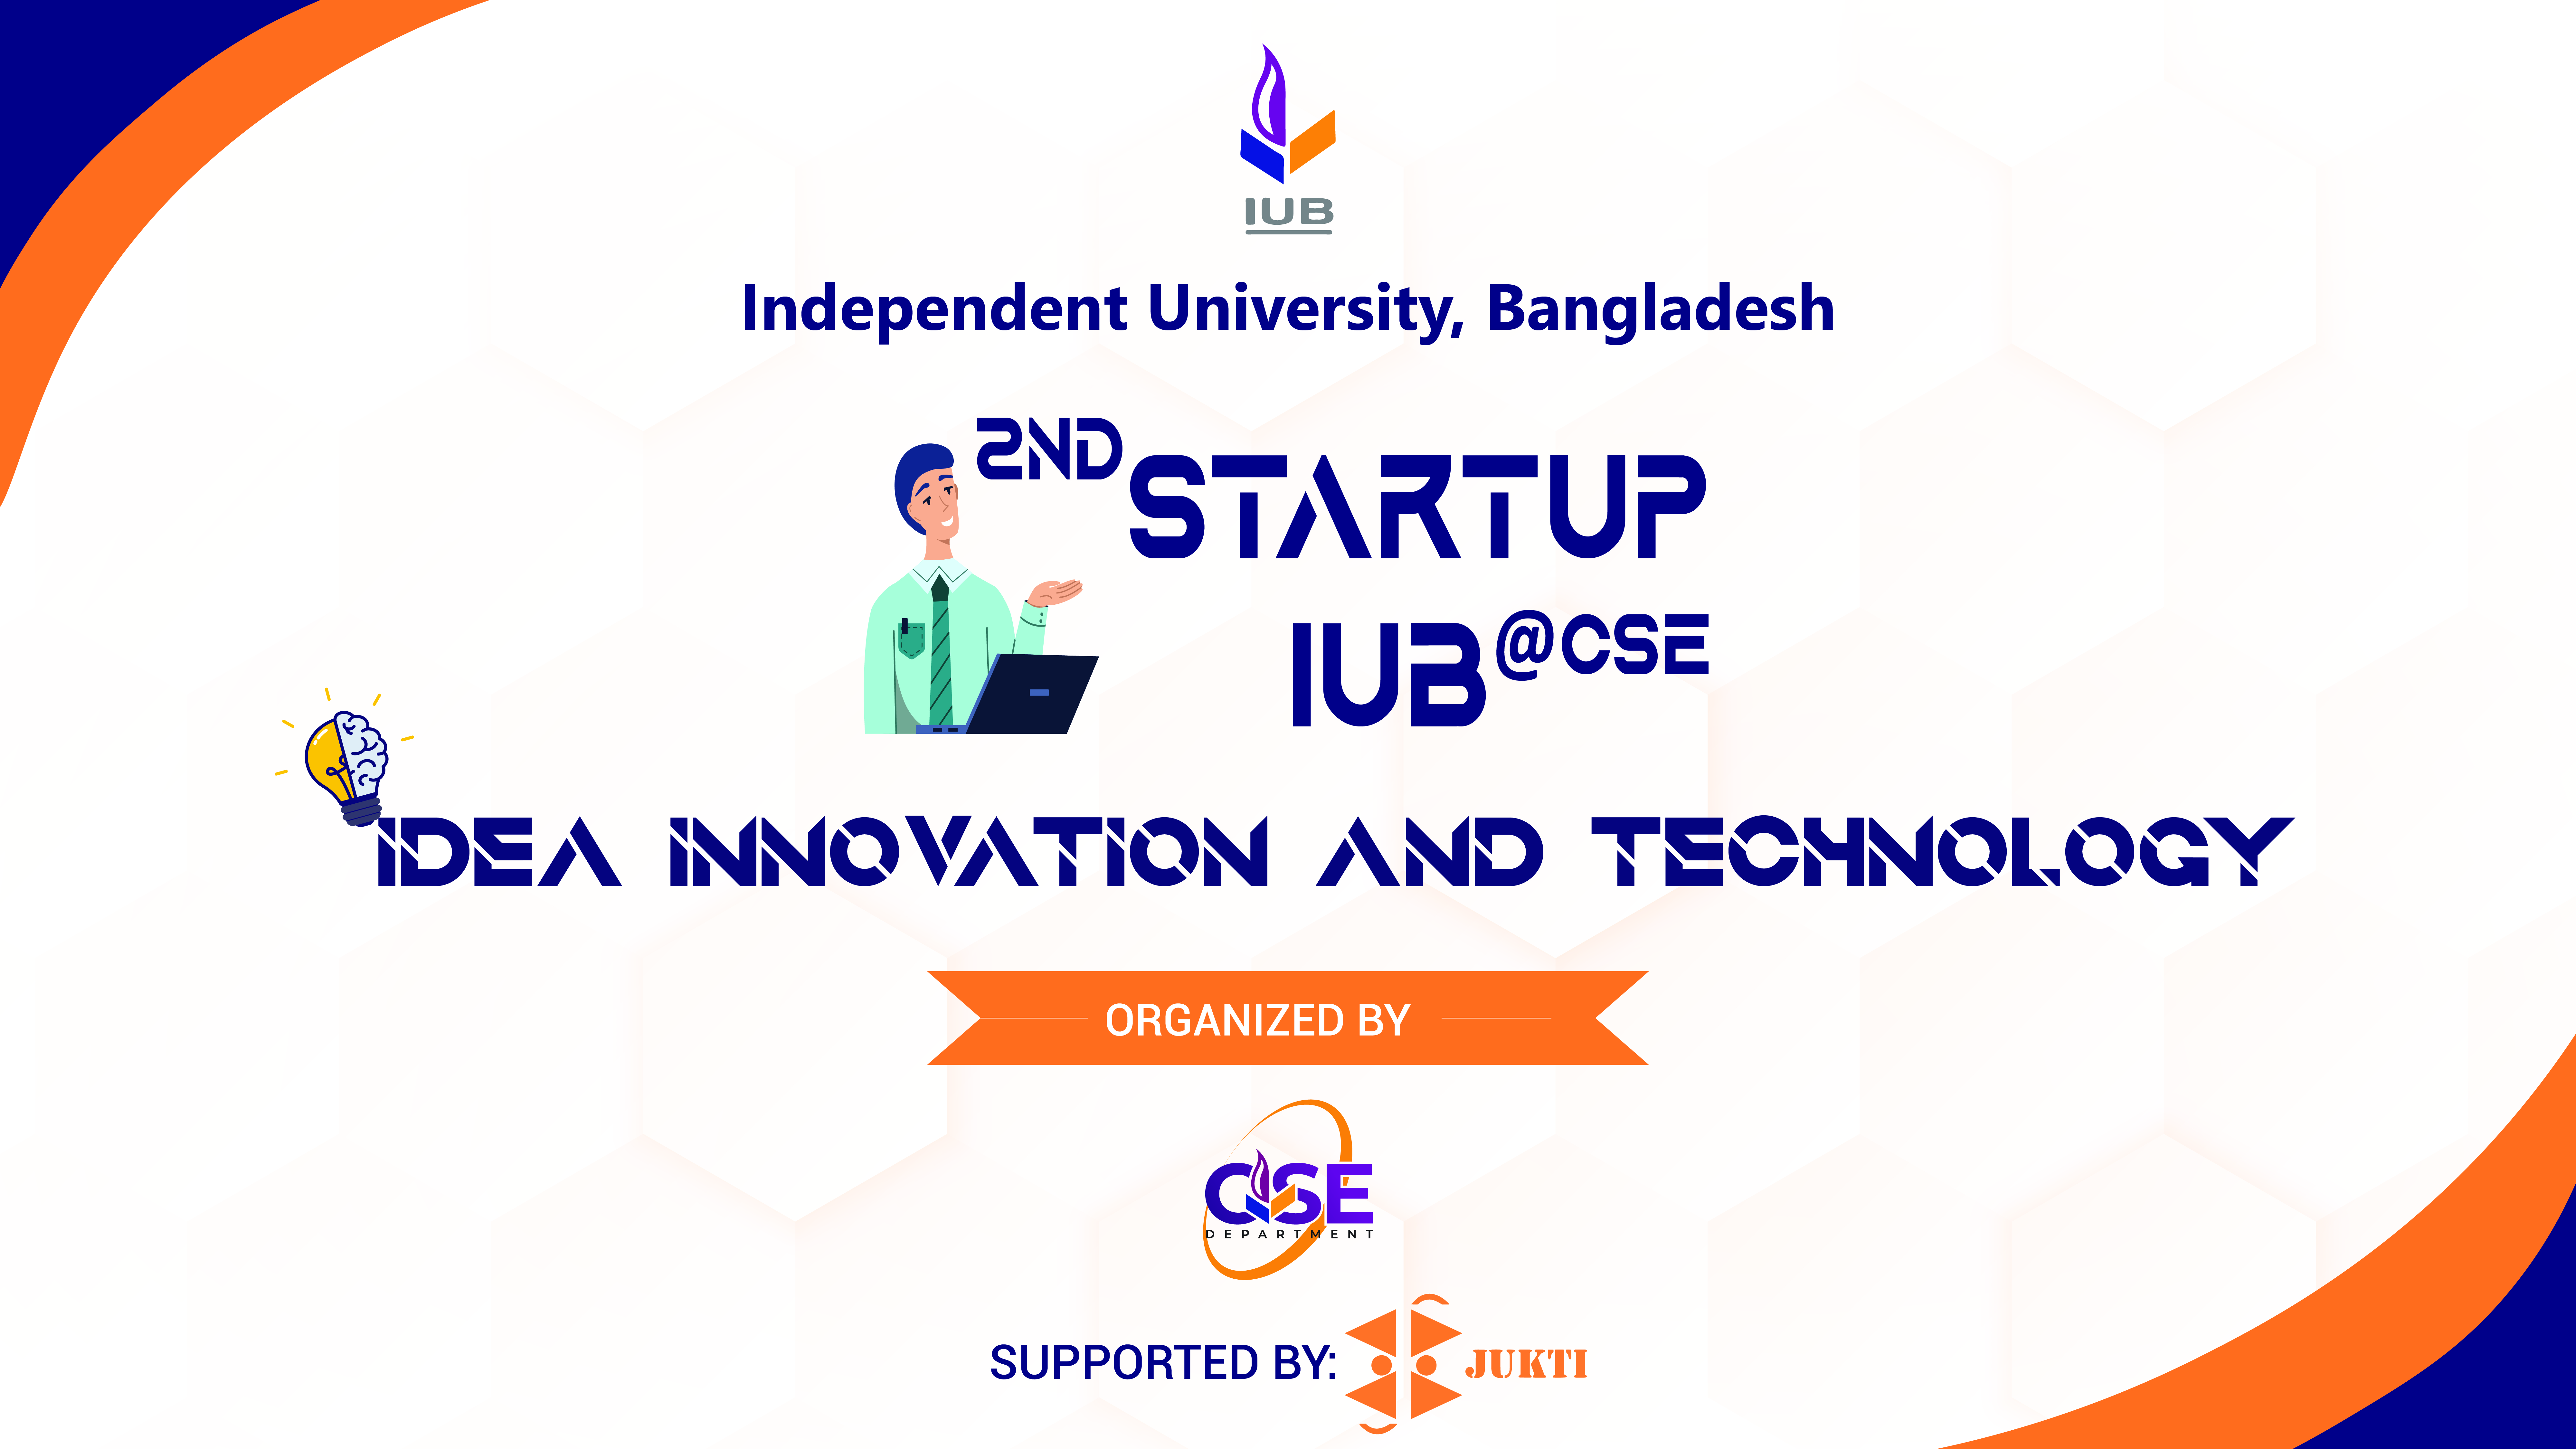 IUB
Independent University, Bangladesh
2ND STARTUP
IUB @CSE
IDEA INNOVATION AND TECHNOLOGY
ORGANIZED BY
CSE
DEPARTMENT
SUPPORTED BY: JUKTI